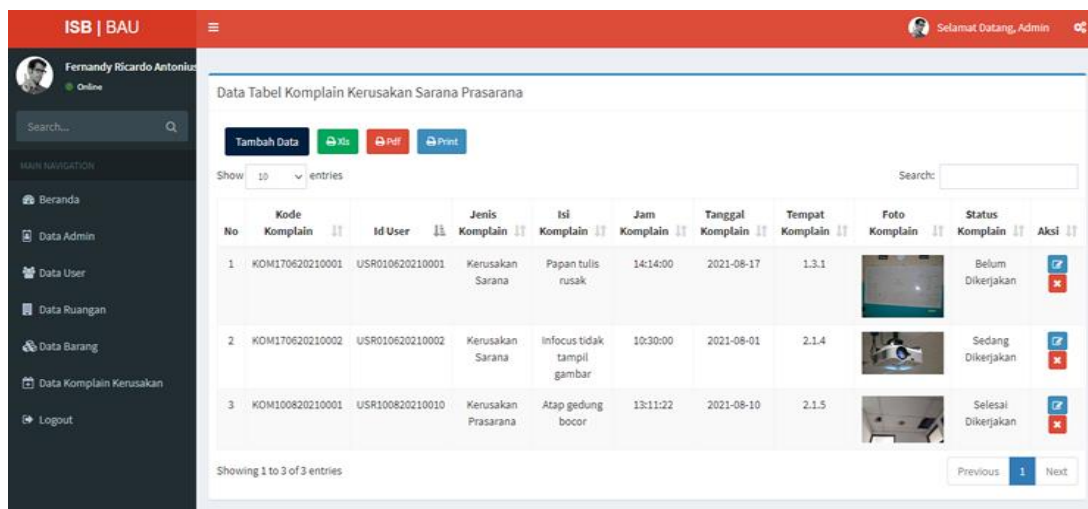 ISB | BAU
Selamat Datang, Admin
Fernandy Ricardo Antonius
Online
Search...
MAIN NAVIGATION
Beranda
Data Admin
Data User
Data Ruangan
Data Barang
Data Komplain Kerusakan
Logout
Data Tabel Komplain Kerusakan Sarana Prasarana
Tambah Data Xls Pdf Print
Show 10 entries Search:
No Kode Komplain Id User Jenis Komplain Isi Komplain Jam Komplain Tanggal Komplain Tempat Komplain Foto Komplain Status Komplain Aksi
1 KOM170620210001 USR010620210001 Kerusakan Sarana Papan tulis rusak 14:14:00 2021-08-17 1.3.1 Belum Dikerjakan
2 KOM170620210002 USR010620210002 Kerusakan Sarana Infocus tidak tampil gambar 10:30:00 2021-08-01 2.1.4 Sedang Dikerjakan
3 KOM100820210001 USR100820210010 Kerusakan Prasarana Atap gedung bocor 13:11:22 2021-08-10 2.1.5 Selesai Dikerjakan
Showing 1 to 3 of 3 entries
Previous 1 Next